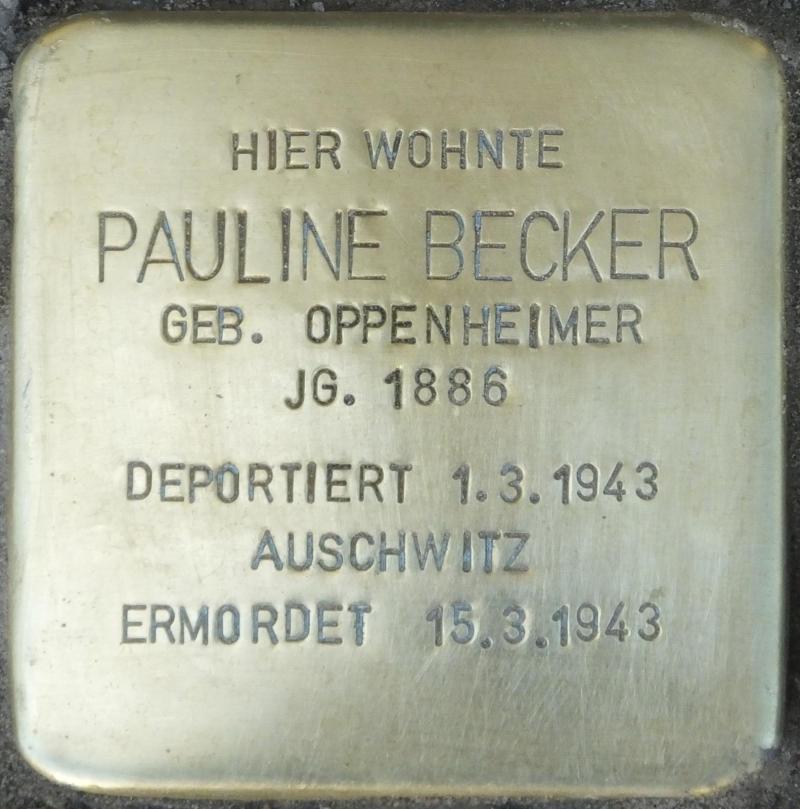 HIER WOHNTE
PAULINE BECKER
GEB. OPPENHEIMER
JG. 1886
DEPORTIERT 1.3.1943
AUSCHWITZ
ERMORDET 15.3.1943